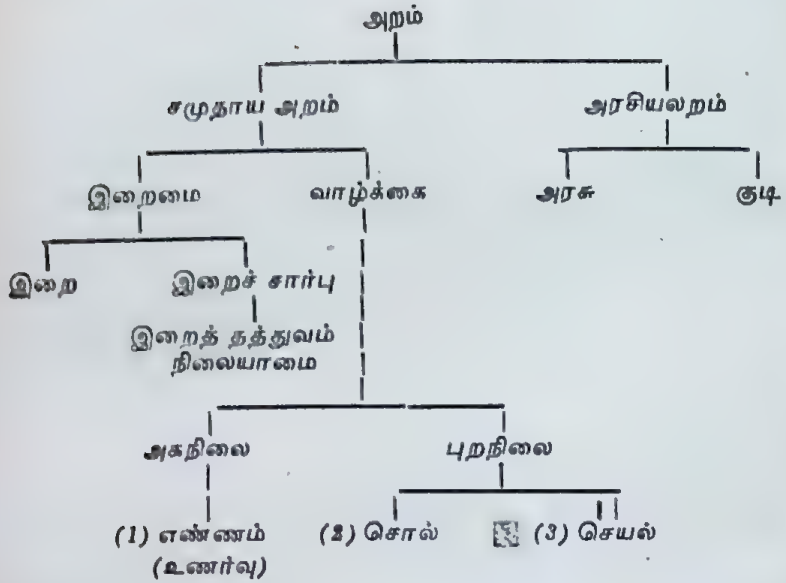 அறம்
சமுதாய அறம் அரசியலறம்
இறைமை வாழ்க்கை அரசு குடி
இறை இறைச் சார்பு
இறைத் தத்துவம்
நிலையாமை
அகநிலை புறநிலை
(1) எண்ணம் (2) சொல் (3) செயல்
(உணர்வு)